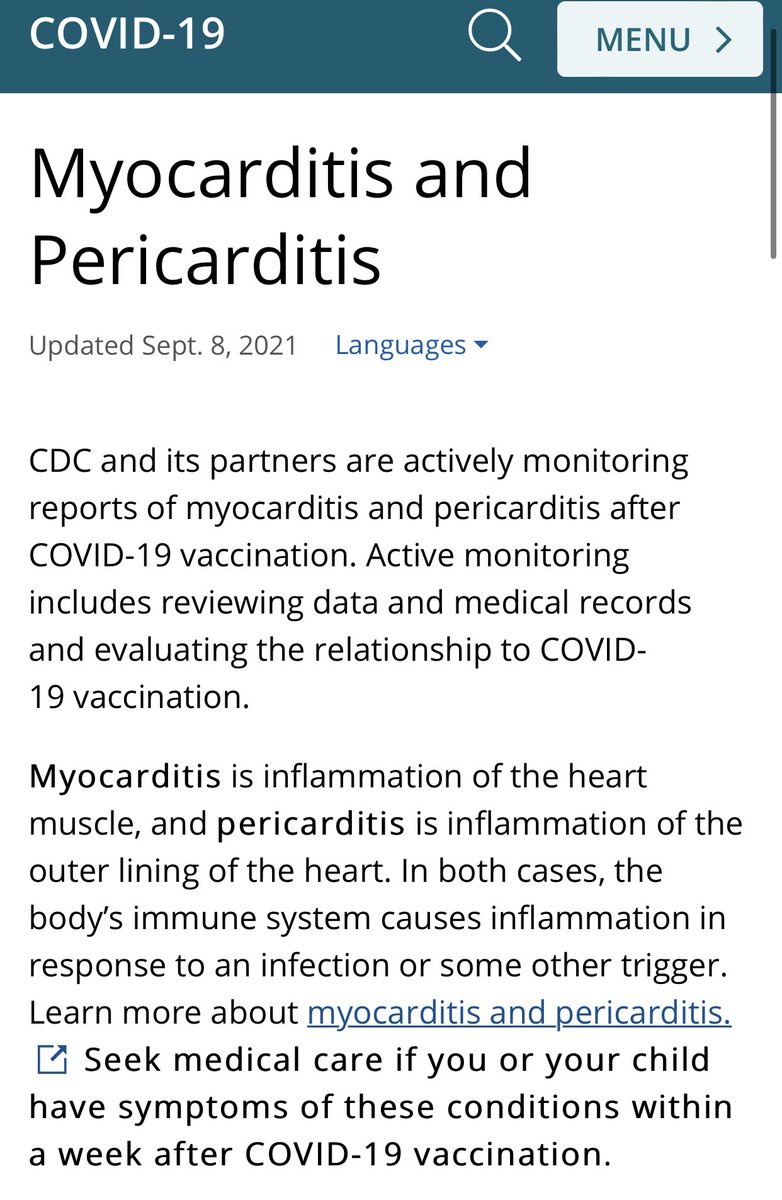 COVID-19
MENU
Myocarditis and
Pericarditis
Updated Sept. 8, 2021 Languages
CDC and its partners are actively monitoring
reports of myocarditis and pericarditis after
COVID-19 vaccination. Active monitoring
includes reviewing data and medical records
and evaluating the relationship to COVID-
19 vaccination.
Myocarditis is inflammation of the heart
muscle, and pericarditis is inflammation of the
outer lining of the heart. In both cases, the
body’s immune system causes inflammation in
response to an infection or some other trigger.
Learn more about myocarditis and pericarditis.
Seek medical care if you or your child
have symptoms of these conditions within
a week after COVID-19 vaccination.